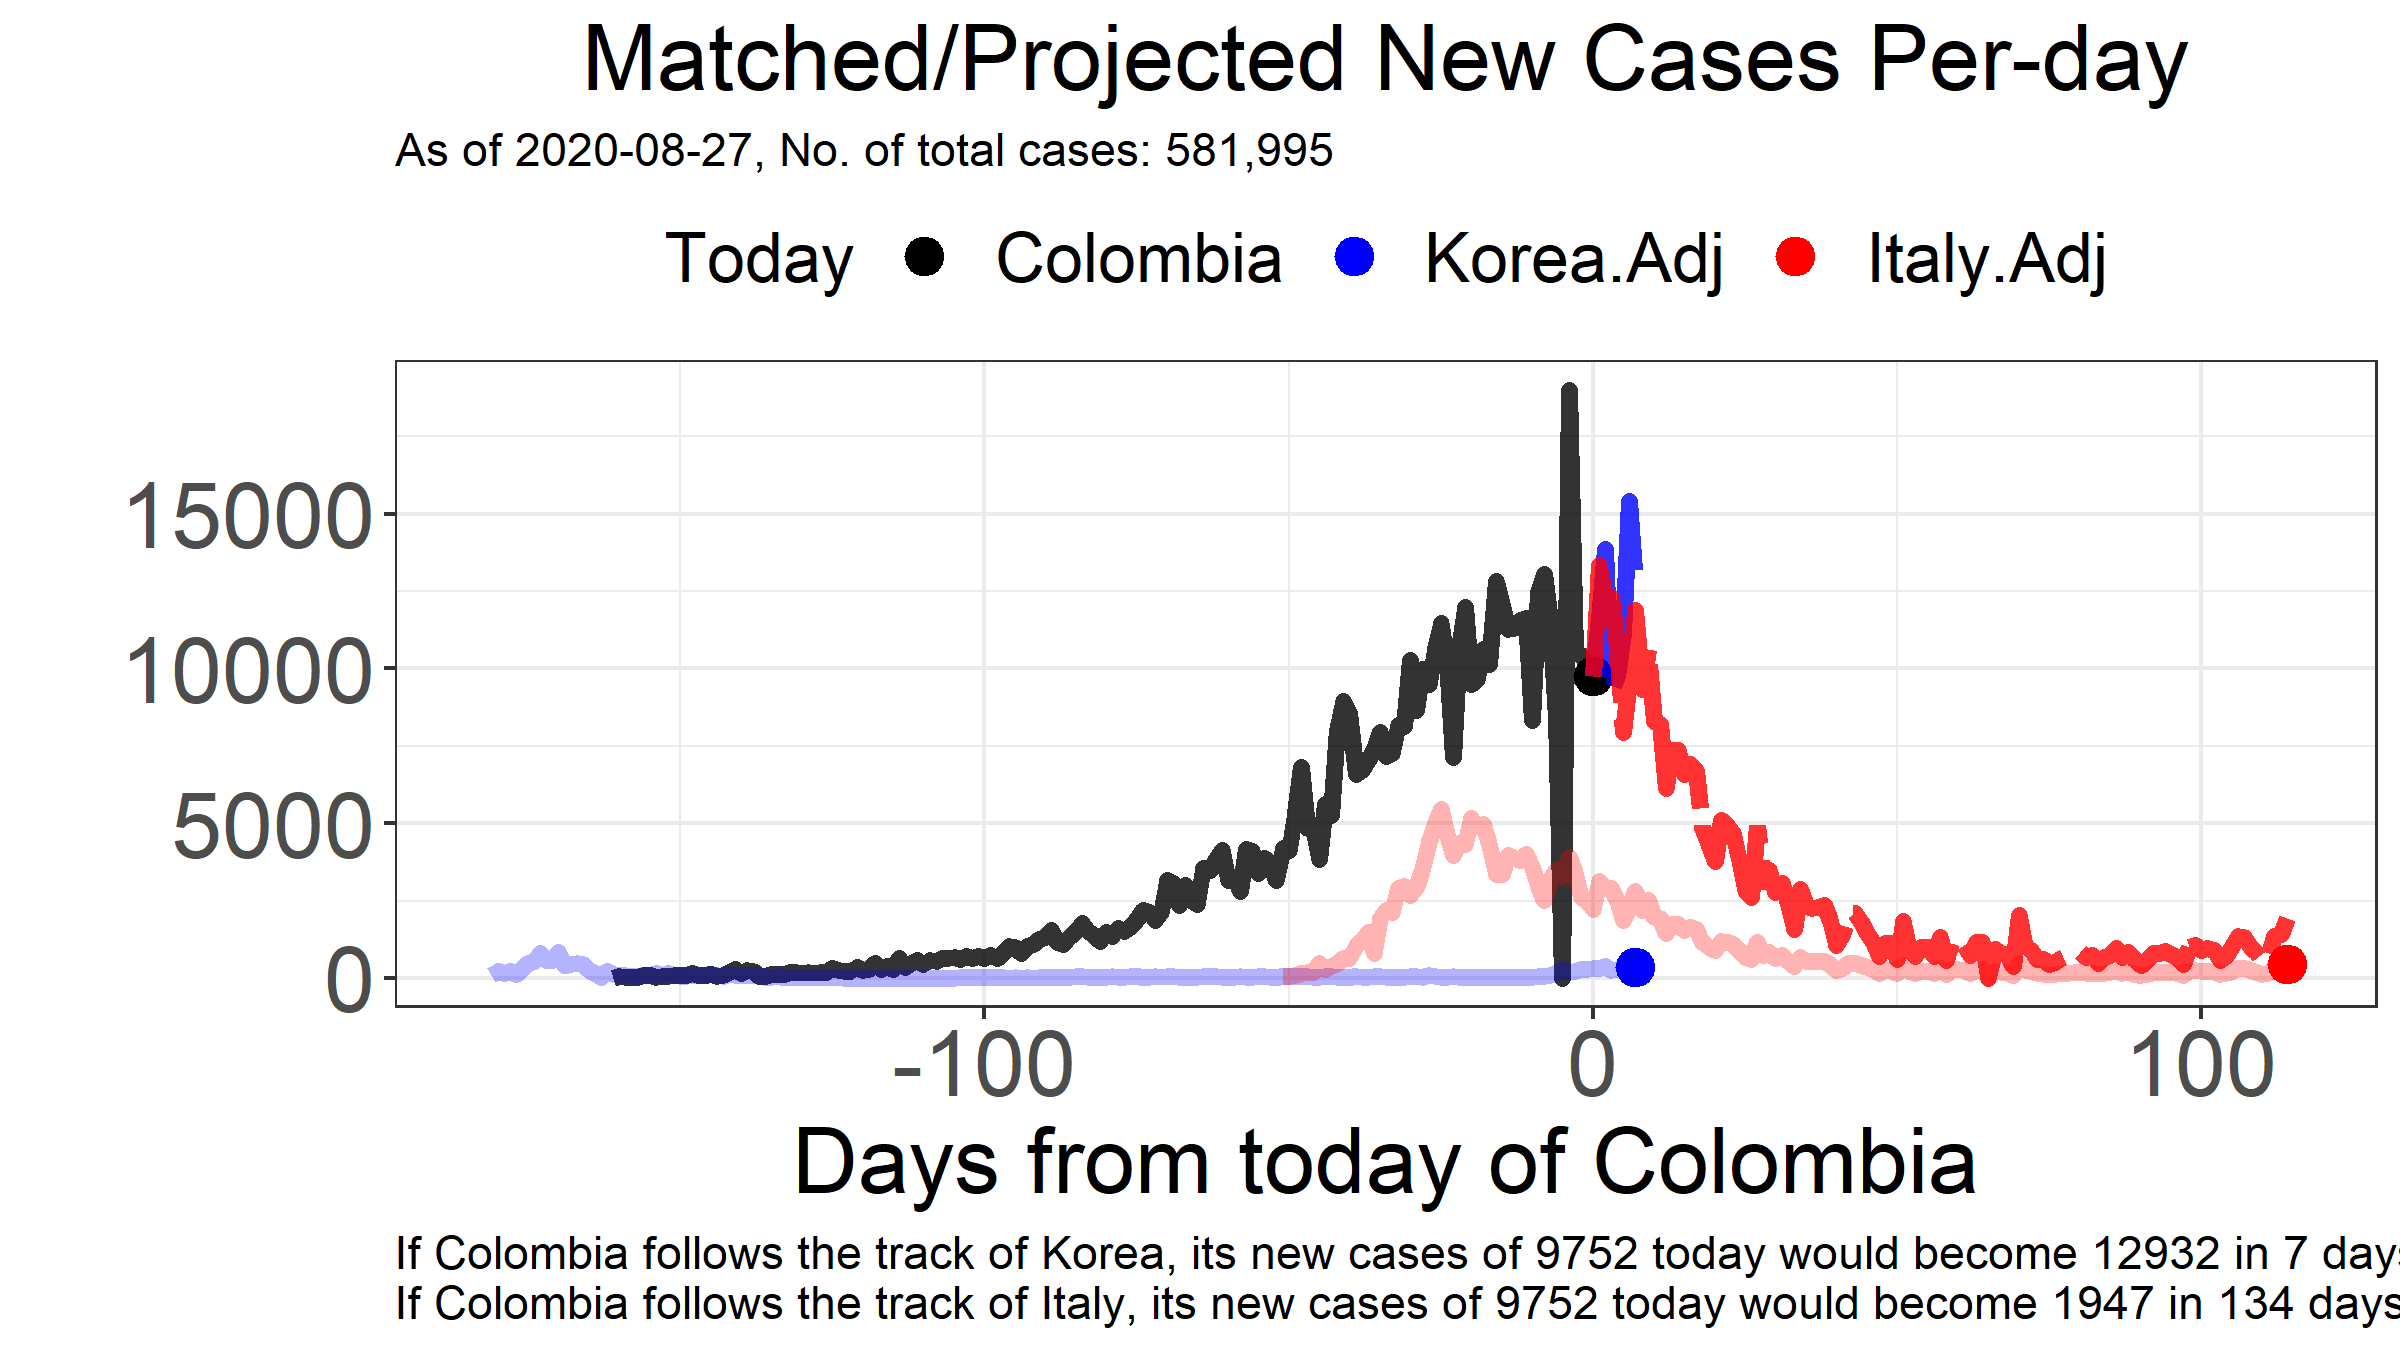 Matched/Projected New Cases Per-day
As of 2020-08-27, No. of total cases: 581,995
Today Colombia Korea.Adj Italy.Adj
15000
10000
5000
0
-100 0 100
Days from today of Colombia
If Colombia follows the track of Korea, its new cases of 9752 today would become 12932 in 7 days
If Colombia follows the track of Italy, its new cases of 9752 today would become 1947 in 134 days